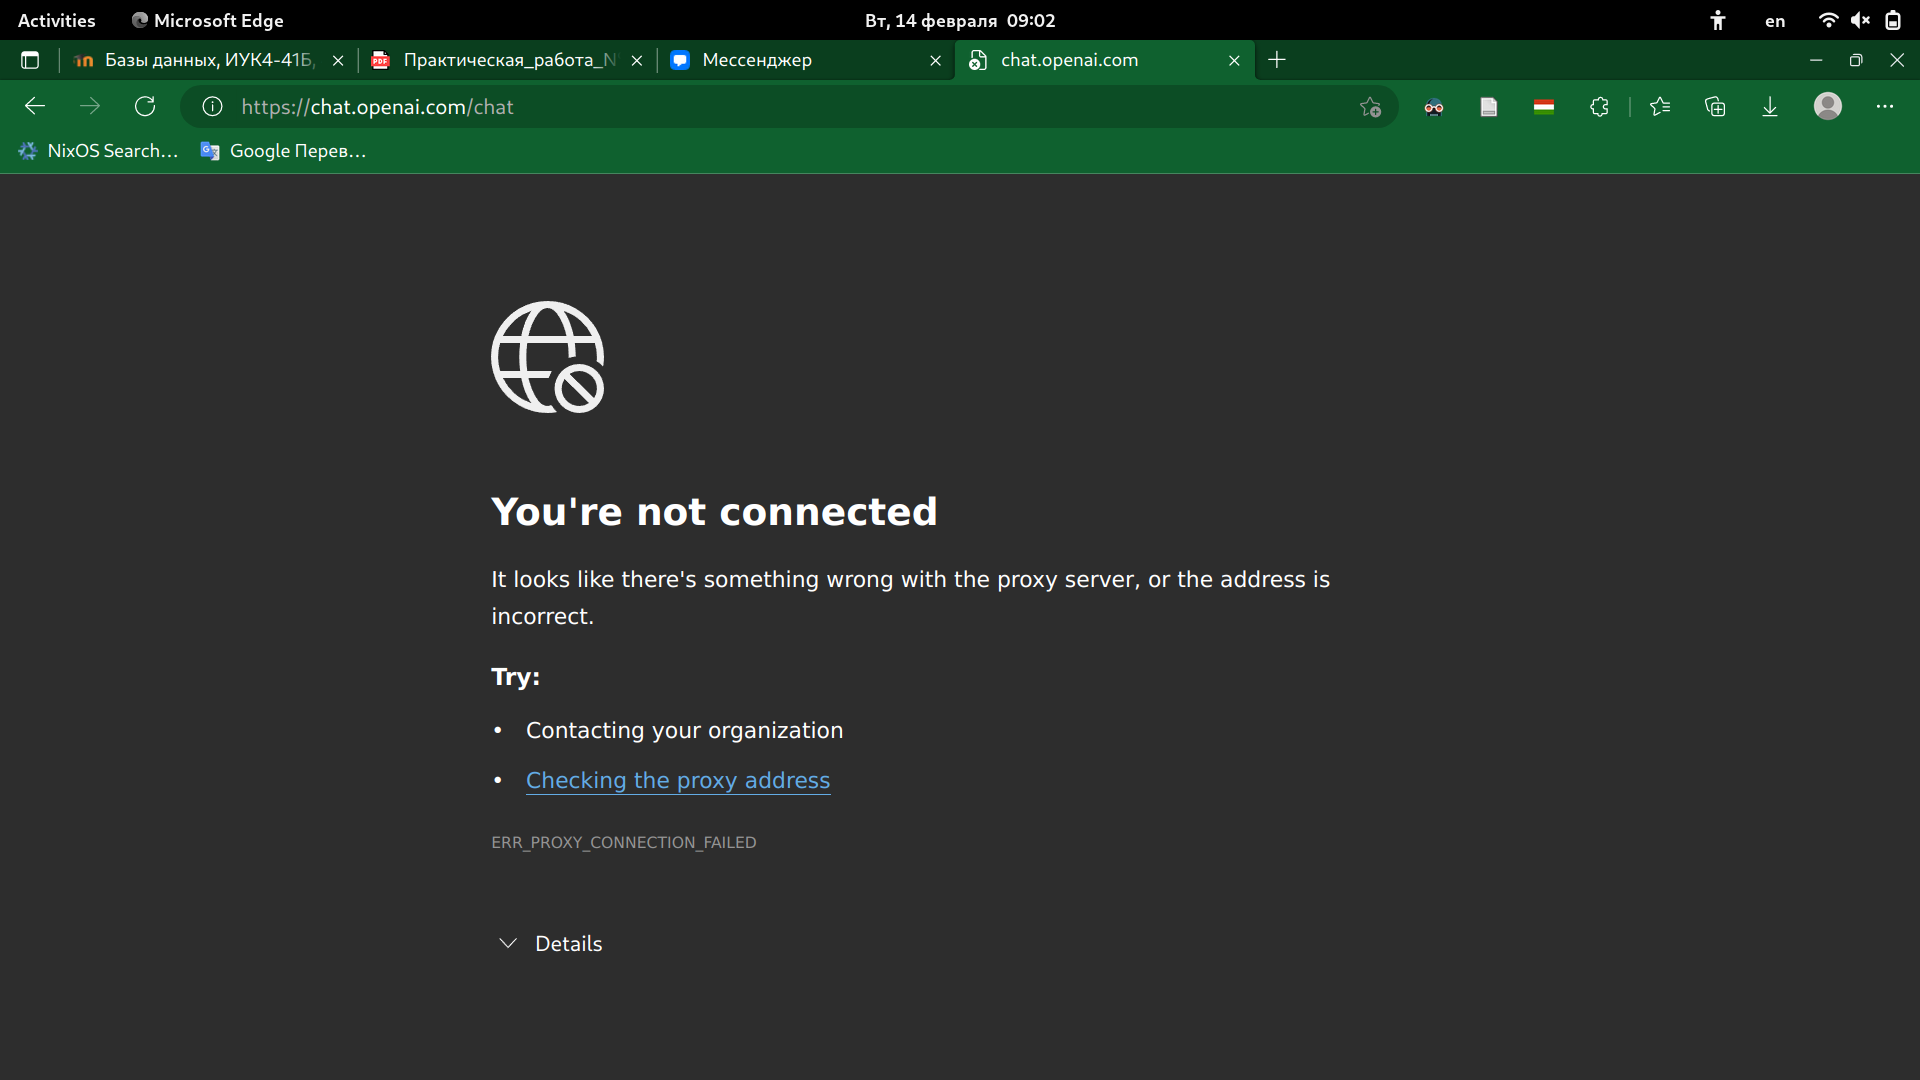 Activities Microsoft Edge Вт, 14 февраля 09:02 en
Базы данных, ИУК4-41Б, Практическая_работа_ Мессенджер chat.openai.com
https://chat.openai.com/chat
NixOS Search... Google Перев...
You're not connected
It looks like there's something wrong with the proxy server, or the address is
incorrect.
Try:
• Contacting your organization
• Checking the proxy address
ERR_PROXY_CONNECTION_FAILED
Details